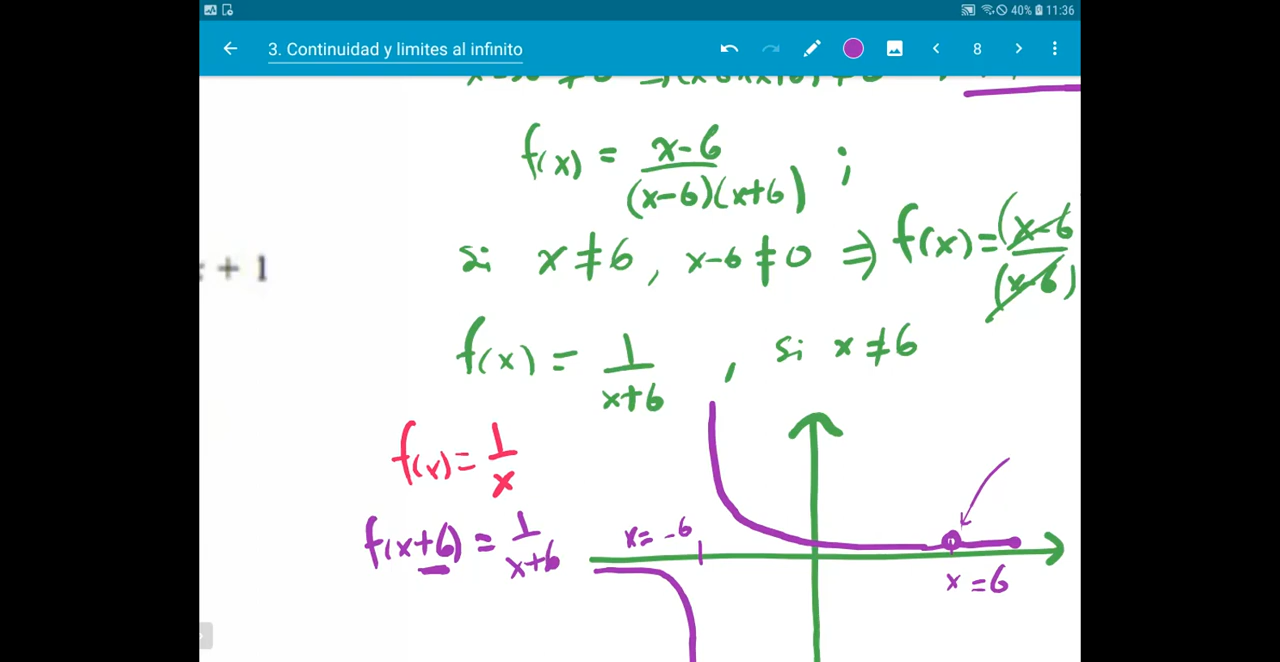 40% 11:36
3. Continuidad y limites al infinito 8
f(x) = x-6 / (x-6)(x+6) ;
: + 1
si x ≠ 6 , x-6 ≠ 0 ⇒ f(x) = (x-6 / (x-6)
f(x) = 1 / x+6 , si x ≠ 6
f(x) = 1 / x
f(x+6) = 1 / x+6
x = -6
x = 6